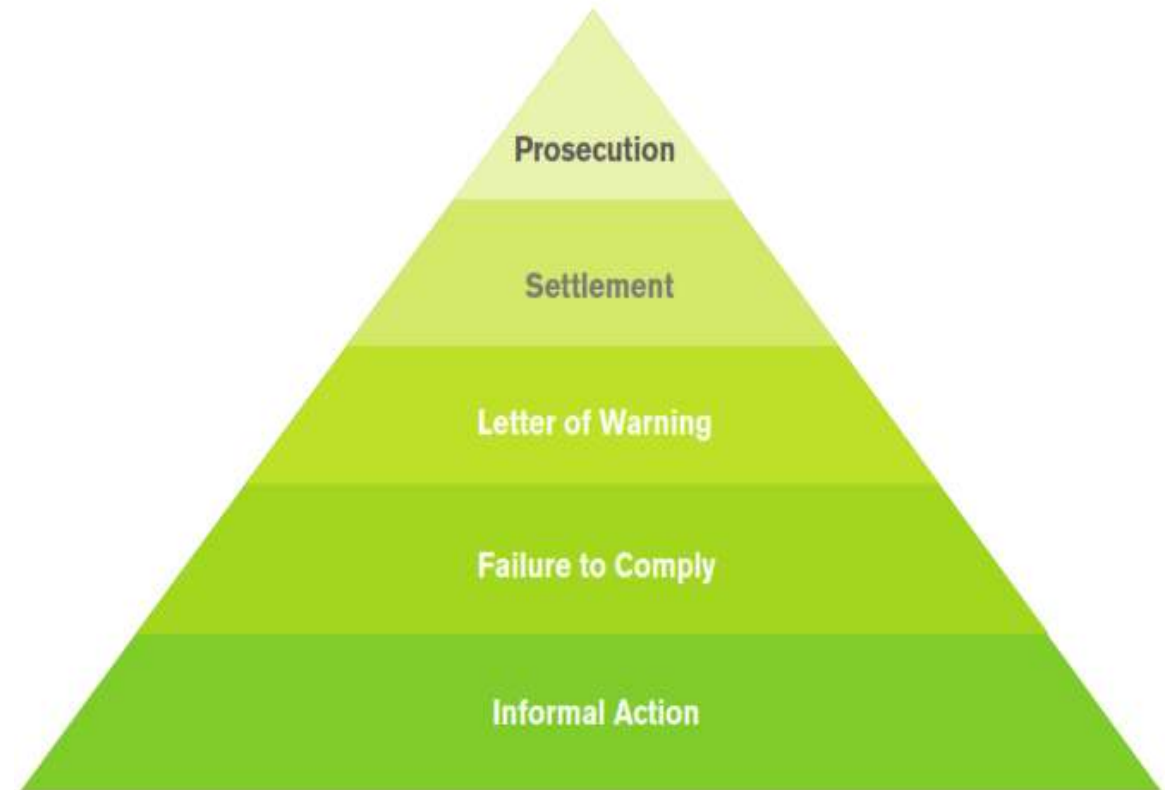 Prosecution
Settlement
Letter of Warning
Failure to Comply
Informal Action